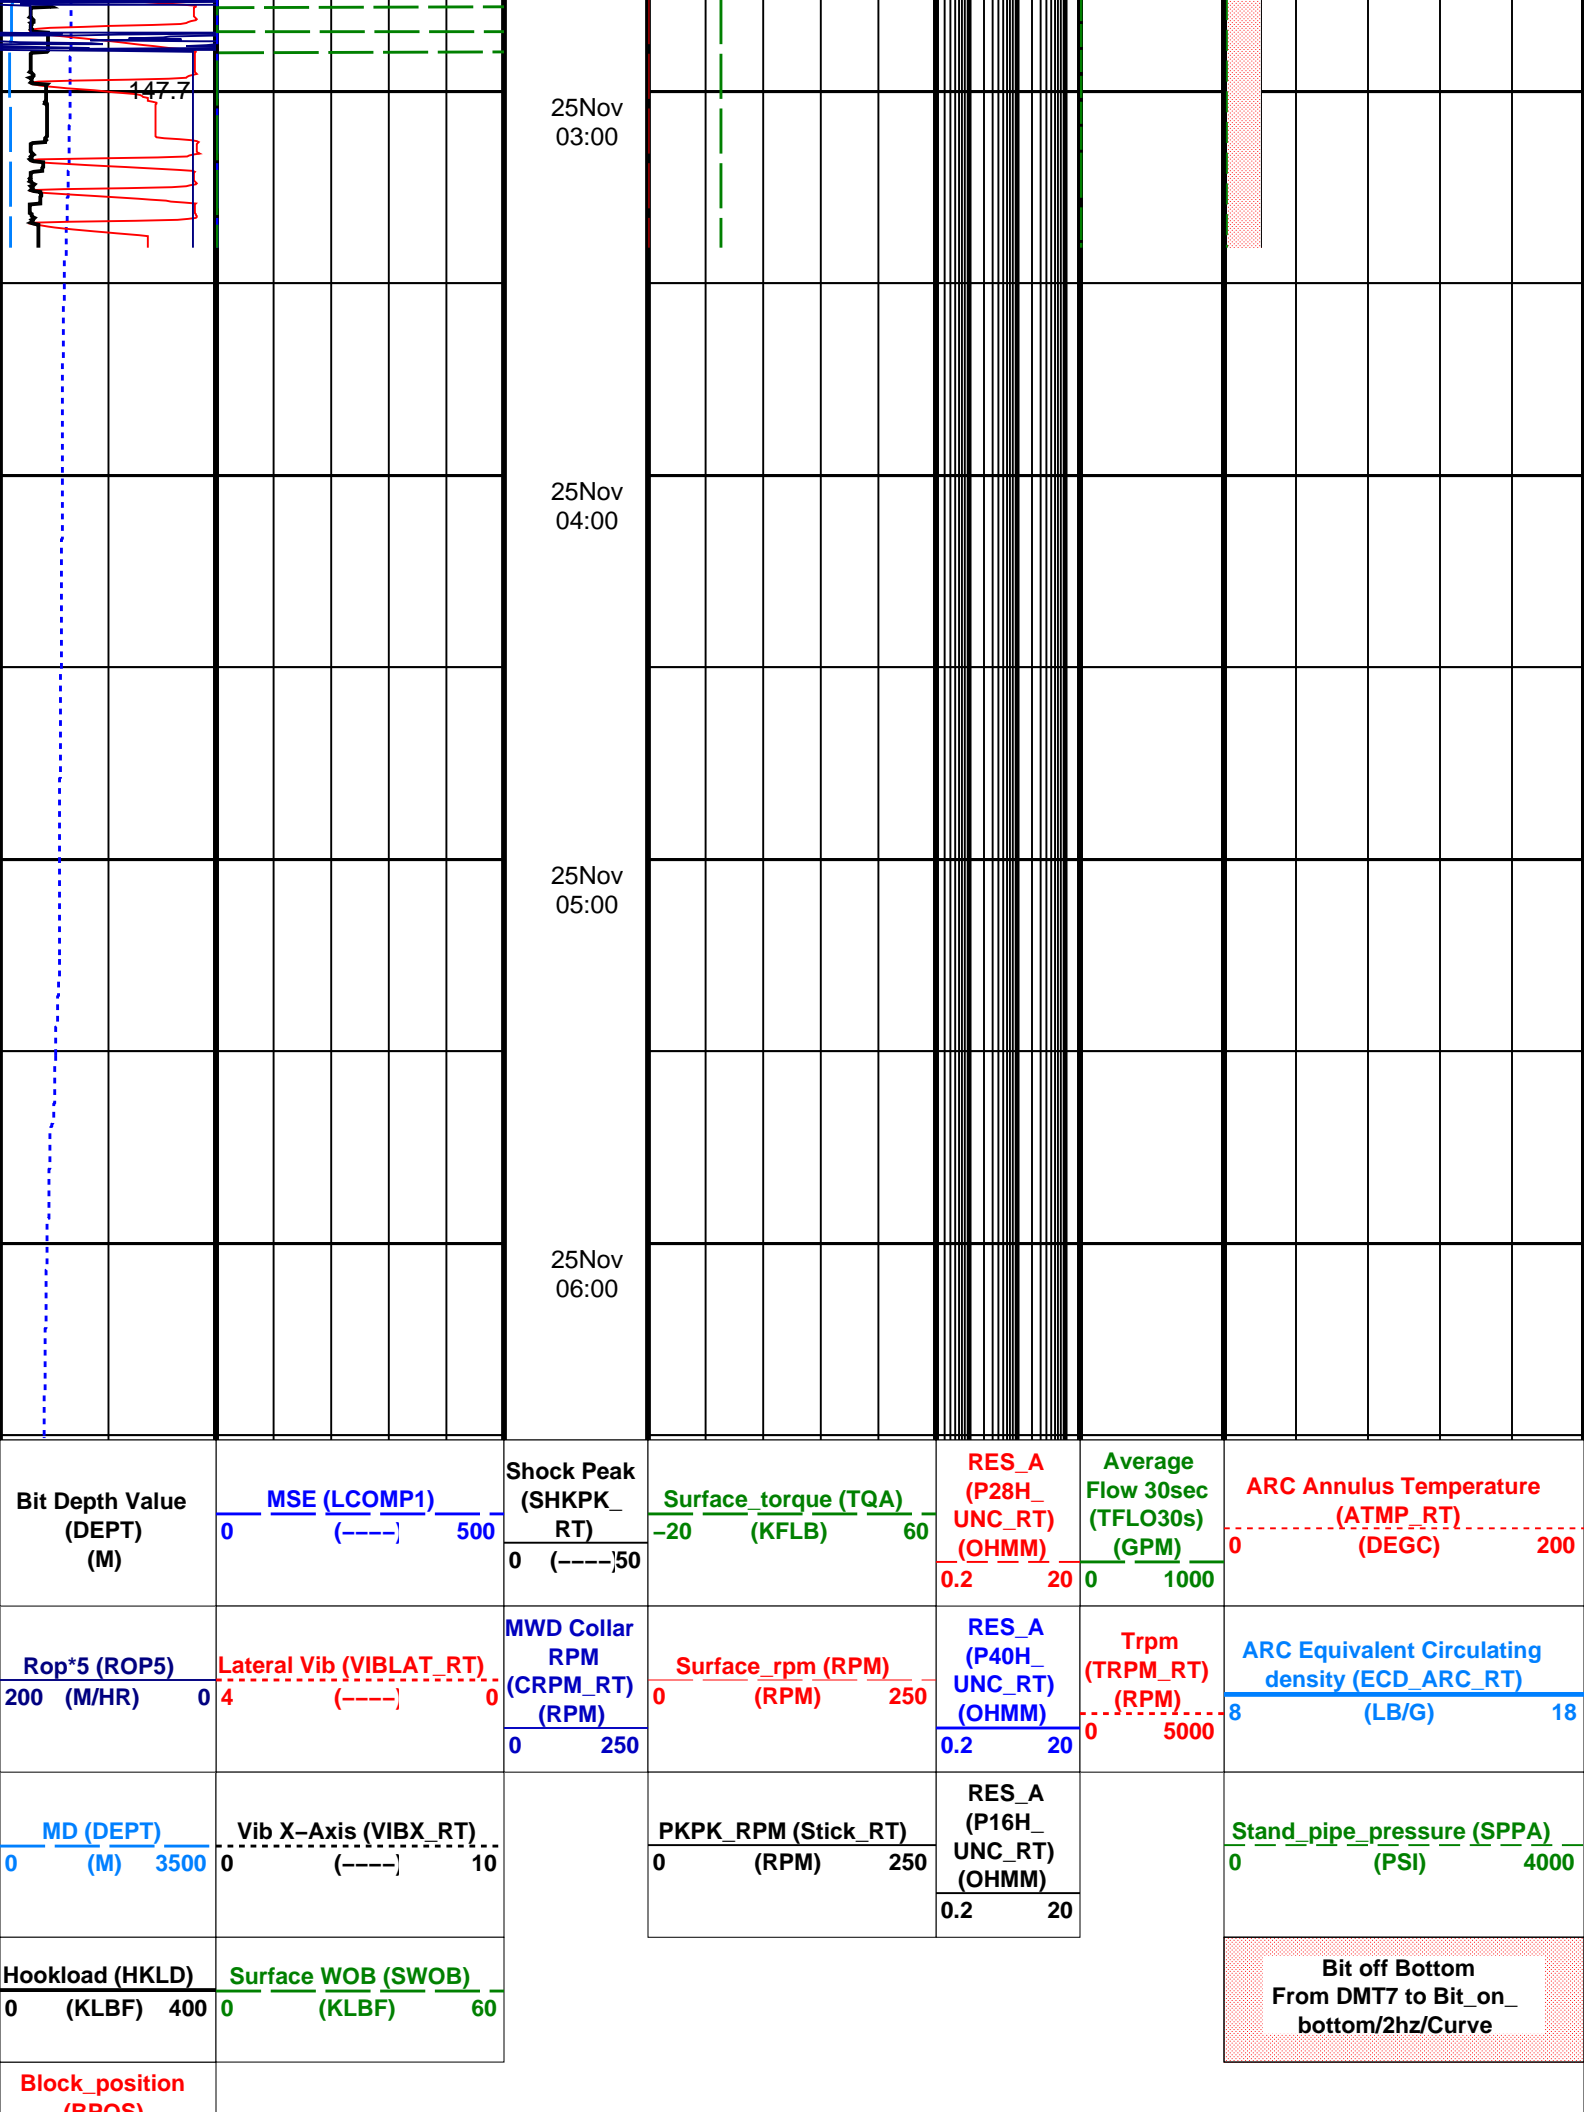 147.7
25Nov
03:00
25Nov
04:00
25Nov
05:00
25Nov
06:00
Bit Depth Value
(DEPT)
(M)
MSE (LCOMP1)
0 (----) 500
Shock Peak
(SHKPK_
RT)
0 (----) 50
Surface_torque (TQA)
-20 (KFLB) 60
RES_A
(P28H_
UNC_RT)
(OHMM)
0.2 20
Average
Flow 30sec
(TFLO30s)
(GPM)
0 1000
ARC Annulus Temperature
(ATMP_RT)
0 (DEGC) 200
Rop*5 (ROP5)
200 (M/HR) 0
Lateral Vib (VIBLAT_RT)
4 (----) 0
MWD Collar
RPM
(CRPM_RT)
(RPM)
0 250
Surface_rpm (RPM)
0 (RPM) 250
RES_A
(P40H_
UNC_RT)
(OHMM)
0.2 20
Trpm
(TRPM_RT)
(RPM)
0 5000
ARC Equivalent Circulating
density (ECD_ARC_RT)
8 (LB/G) 18
MD (DEPT)
0 (M) 3500
Vib X-Axis (VIBX_RT)
0 (----) 10
PKPK_RPM (Stick_RT)
0 (RPM) 250
RES_A
(P16H_
UNC_RT)
(OHMM)
0.2 20
Stand_pipe_pressure (SPPA)
0 (PSI) 4000
Hookload (HKLD)
0 (KLBF) 400
Surface WOB (SWOB)
0 (KLBF) 60
Bit off Bottom
From DMT7 to Bit_on_
bottom/2hz/Curve
Block_position
(BPOS)